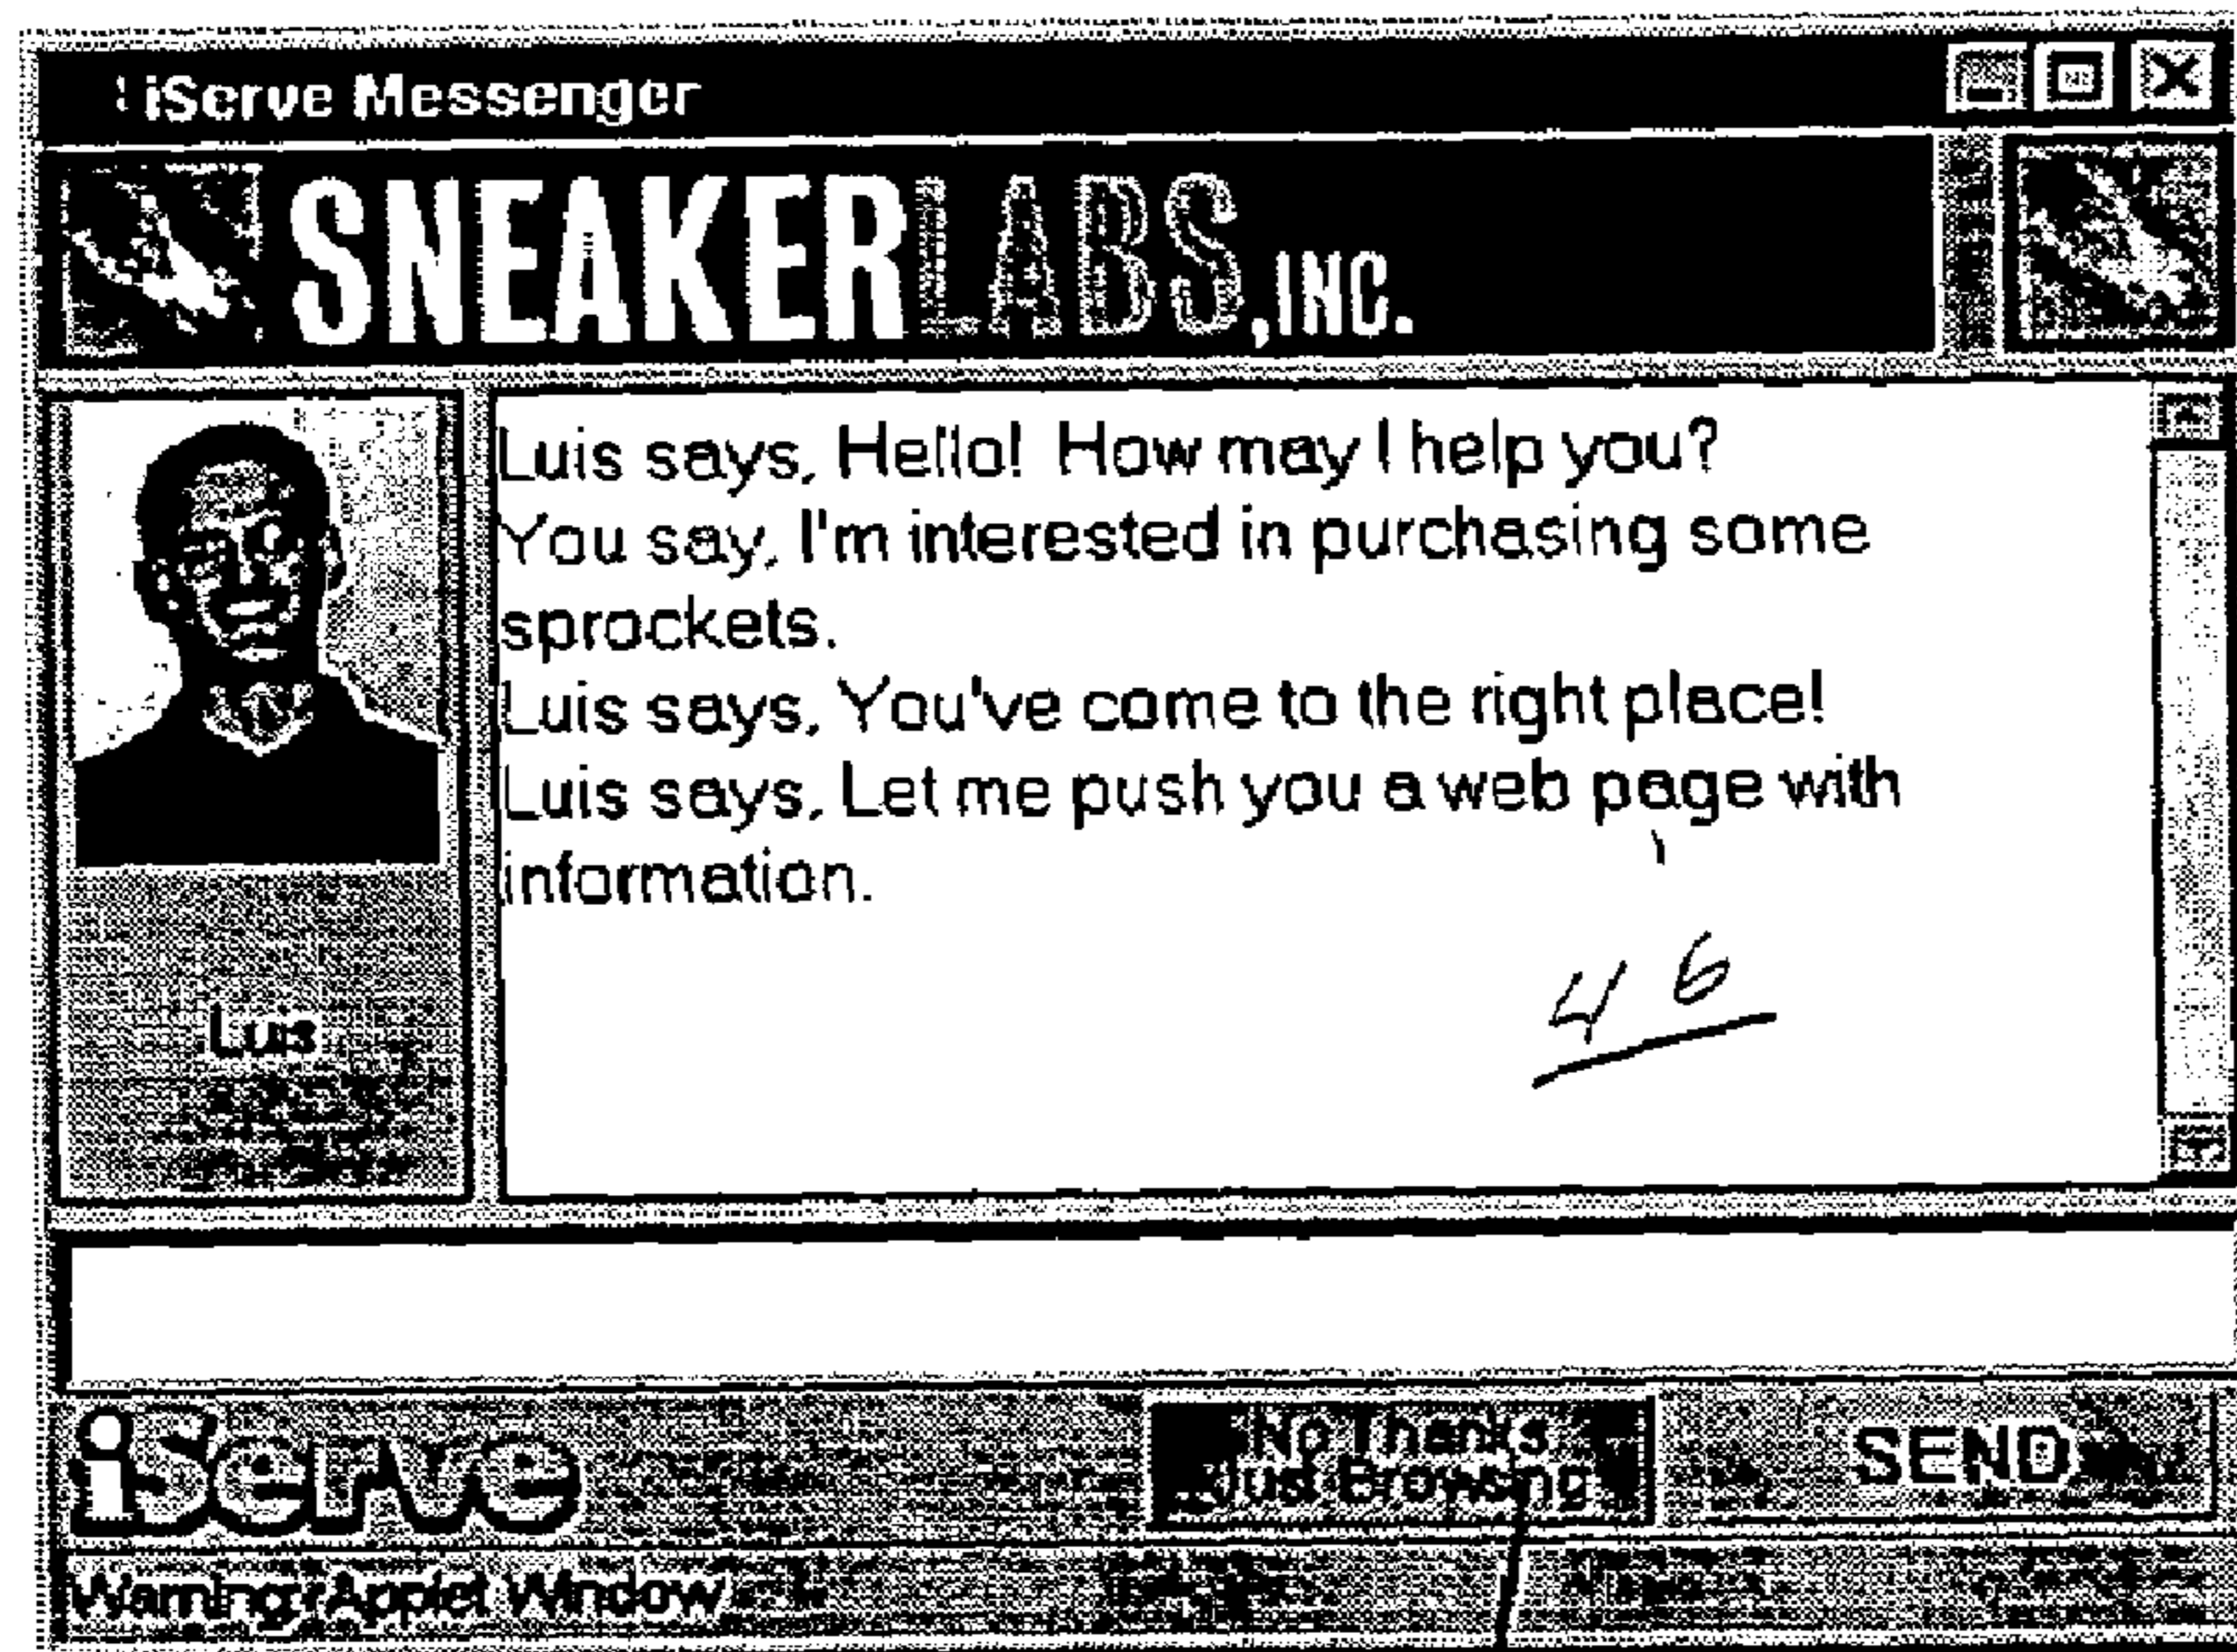 iServe Messenger
SNEAKERLABS, INC.
Luis says, Hello!  How may I help you?
You say, I'm interested in purchasing some
sprockets.
Luis says, You've come to the right place!
Luis says, Let me push you a web page with
information.
46
Luis
iServe
No Thanks
Just Browsing
SEND
Warning: Applet Window